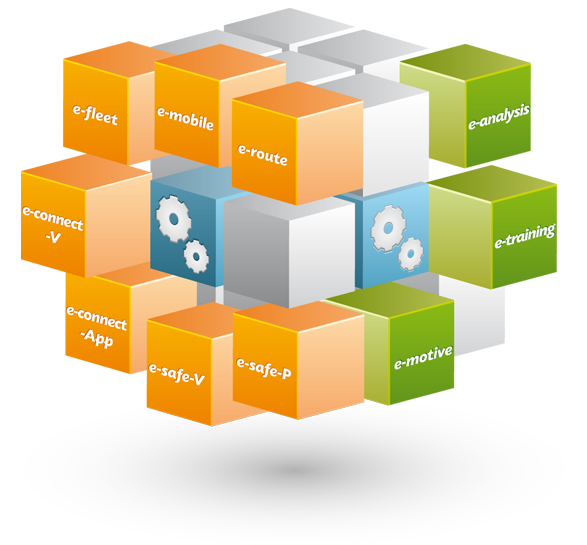 e-fleet
e-mobile
e-route
e-analysis
e-connect
-V
e-training
e-connect
-App
e-safe-V
e-safe-P
e-motive